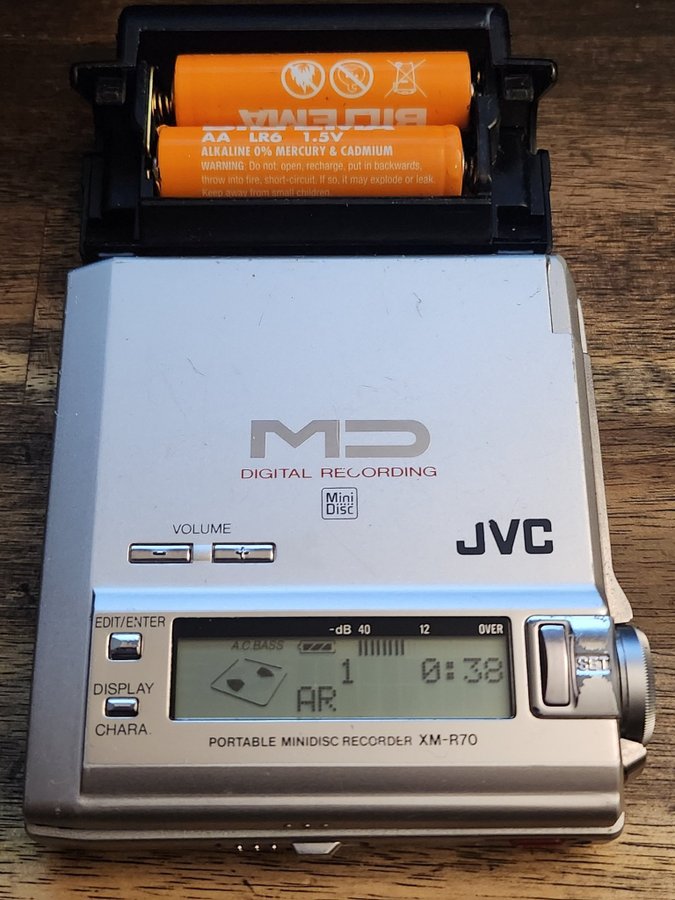 BILTEMA
AA LR6 1.5V
ALKALINE 0% MERCURY & CADMIUM
WARNING: Do not open, recharge, put in backwards,
throw into fire, short-circuit. If so, it may explode or leak.
Keep away from small children.
MD
DIGITAL RECORDING
Mini
Disc
VOLUME
- +
JVC
EDIT/ENTER
DISPLAY
CHARA.
-dB 40 12 OVER
A.C.BASS
1 0:38
AR
SET
PORTABLE MINIDISC RECORDER XM-R70